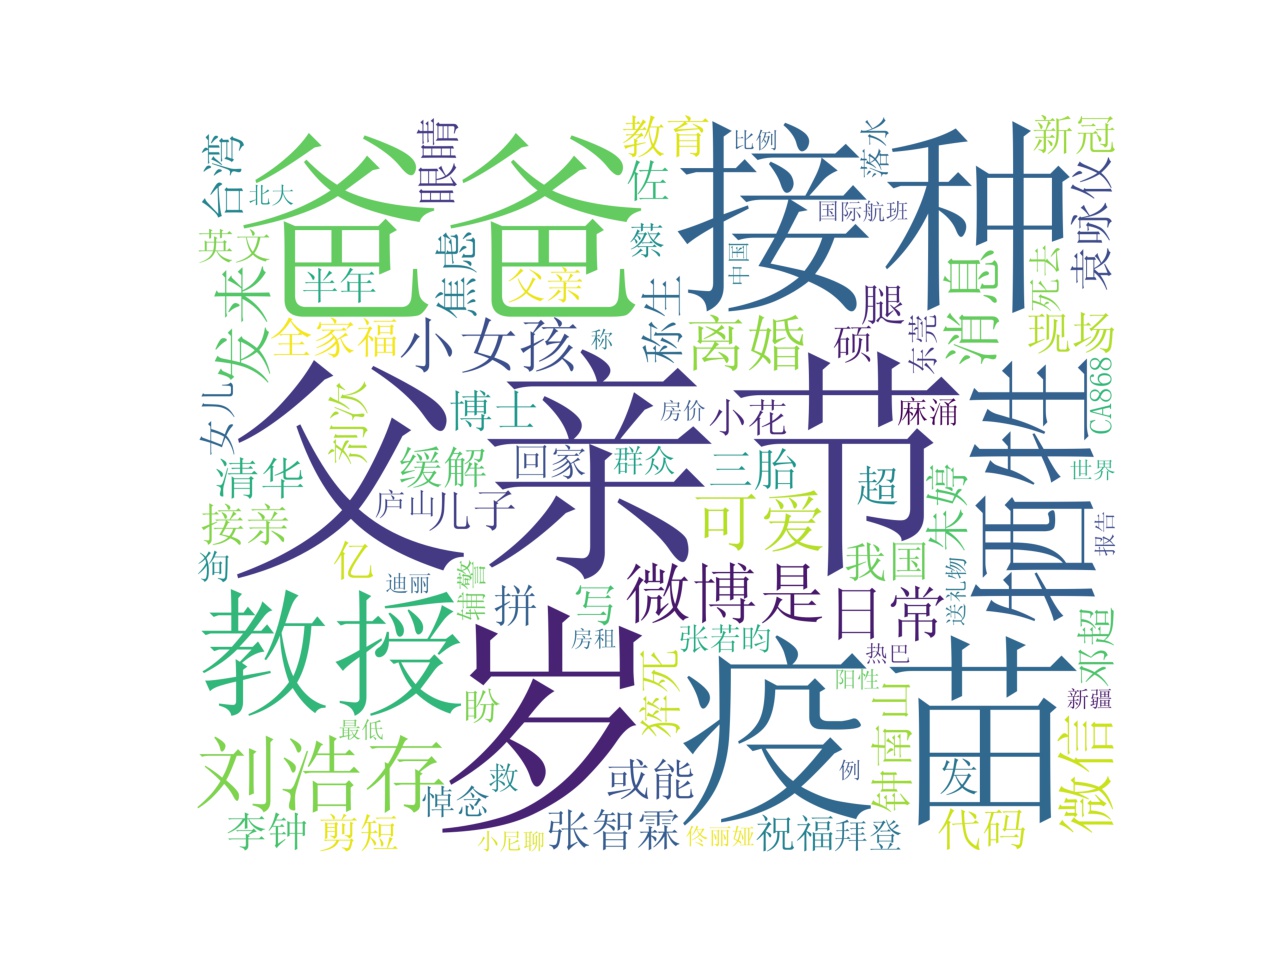 台湾
北大
爸爸
眼睛
教育
比例
接种
落水
新冠
英文
半年
焦虑
父亲
佐
蔡
中国
国际航班
袁咏仪
发来
全家福
小女孩
称
称生
离婚
硕
腿
东莞
消息
死去
现场
女儿
剂次
博士
父亲节
房价
小花
麻涌
牺牲
CA868
清华
缓解
回家
群众
三胎
超
朱婷
世界
接亲
庐山
儿子
可爱
我国
报告
狗
亿
迪丽
辅警
拼
写
微博是
日常
送礼物
教授
岁
房租
张若昀
疫苗
热巴
邓超
盼
猝死
阳性
钟南山
新疆
刘浩存
最低
悼念
救
或能
例
发
微信
李钟
剪短
小尼聊
张智霖
佟丽娅
祝福
拜登
代码